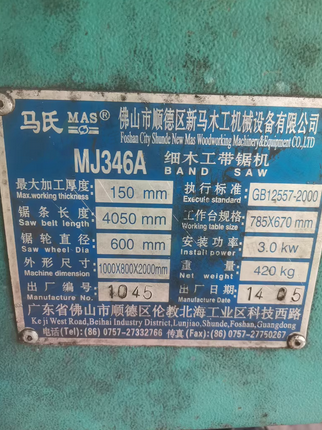 马氏 MAS® 佛山市顺德区新马木工机械设备有限公司
Foshan City Shunde New Mas Woodworking Machinery&Equipment CO.,LTD
MJ346A 细木工带锯机
BAND SAW
最大加工厚度: 150 mm 执行标准: GB12557-2000
Max.working thickness Execute standard
锯条长度: 4050 mm 工作台规格: 785X670 mm
Saw belt length Working table size
锯轮直径: 600 mm 安装功率: 3.0 kw
Saw wheel Dia Install power
外形尺寸: 1000X800X2000mm 重量: 420 kg
Machine dimension Net weight
出厂编号: 1045 出厂日期: 14 05
Manufacture No. Manufacture Date
广东省佛山市顺德区伦教北海工业区科技西路
Keji West Road,Beihai Industry District,Lunjiao,Shunde,Foshan,Guangdong
电话(TEL): (86) 0757-27332766 传真(Fax): (86) 0757-27750267